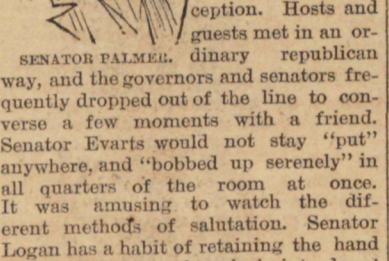 ception. Hosts and
guests met in an or-
SENATOR PALMER. dinary republican
way, and the governors and senators fre-
quently dropped out of the line to con-
verse a few moments with a friend.
Senator Evarts would not stay "put"
anywhere, and "bobbed up serenely" in
all quarters of the room at once.
It was amusing to watch the dif-
erent methods of salutation. Senator
Logan has a habit of retaining the hand